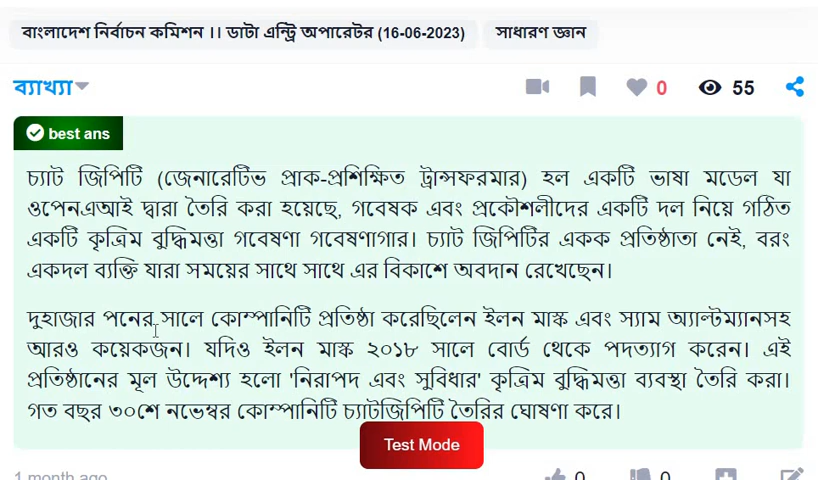 বাংলাদেশ নির্বাচন কমিশন ।। ডাটা এন্ট্রি অপারেটর (16-06-2023) সাধারণ জ্ঞান
ব্যাখ্যা 0 55
best ans
চ্যাট জিপিটি (জেনারেটিভ প্রাক-প্রশিক্ষিত ট্রান্সফরমার) হল একটি ভাষা মডেল যা
ওপেনএআই দ্বারা তৈরি করা হয়েছে, গবেষক এবং প্রকৌশলীদের একটি দল নিয়ে গঠিত
একটি কৃত্রিম বুদ্ধিমত্তা গবেষণা গবেষণাগার। চ্যাট জিপিটির একক প্রতিষ্ঠাতা নেই, বরং
একদল ব্যক্তি যারা সময়ের সাথে সাথে এর বিকাশে অবদান রেখেছেন।
দুহাজার পনের সালে কোম্পানিটি প্রতিষ্ঠা করেছিলেন ইলন মাস্ক এবং স্যাম অ্যাল্টম্যানসহ
আরও কয়েকজন। যদিও ইলন মাস্ক ২০১৮ সালে বোর্ড থেকে পদত্যাগ করেন। এই
প্রতিষ্ঠানের মূল উদ্দেশ্য হলো 'নিরাপদ এবং সুবিধার' কৃত্রিম বুদ্ধিমত্তা ব্যবস্থা তৈরি করা।
গত বছর ৩০শে নভেম্বর কোম্পানিটি চ্যাটজিপিটি তৈরির ঘোষণা করে।
Test Mode
1 month ago 0 0